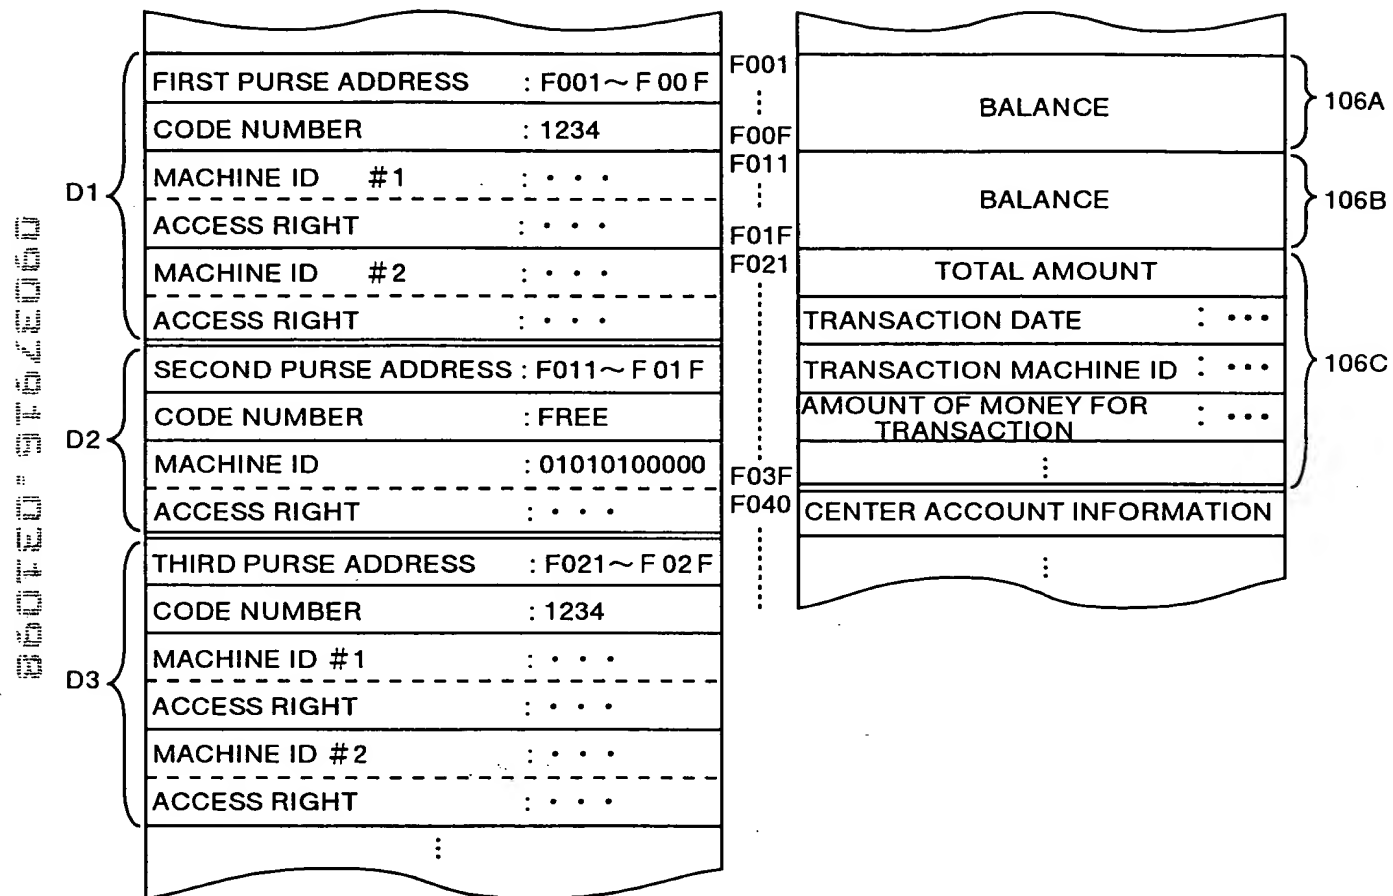 FIRST PURSE ADDRESS : F001~F00F
CODE NUMBER : 1234
MACHINE ID #1 : • • •
ACCESS RIGHT : • • •
MACHINE ID #2 : • • •
ACCESS RIGHT : • • •
D1
SECOND PURSE ADDRESS : F011~F01F
CODE NUMBER : FREE
MACHINE ID : 01010100000
ACCESS RIGHT : • • •
D2
THIRD PURSE ADDRESS : F021~F02F
CODE NUMBER : 1234
MACHINE ID #1 : • • •
ACCESS RIGHT : • • •
MACHINE ID #2 : • • •
ACCESS RIGHT : • • •
D3
F001
F00F
BALANCE
106A
F011
F01F
BALANCE
106B
F021
TOTAL AMOUNT
TRANSACTION DATE : •••
TRANSACTION MACHINE ID : •••
AMOUNT OF MONEY FOR : •••
TRANSACTION
F03F
106C
F040
CENTER ACCOUNT INFORMATION